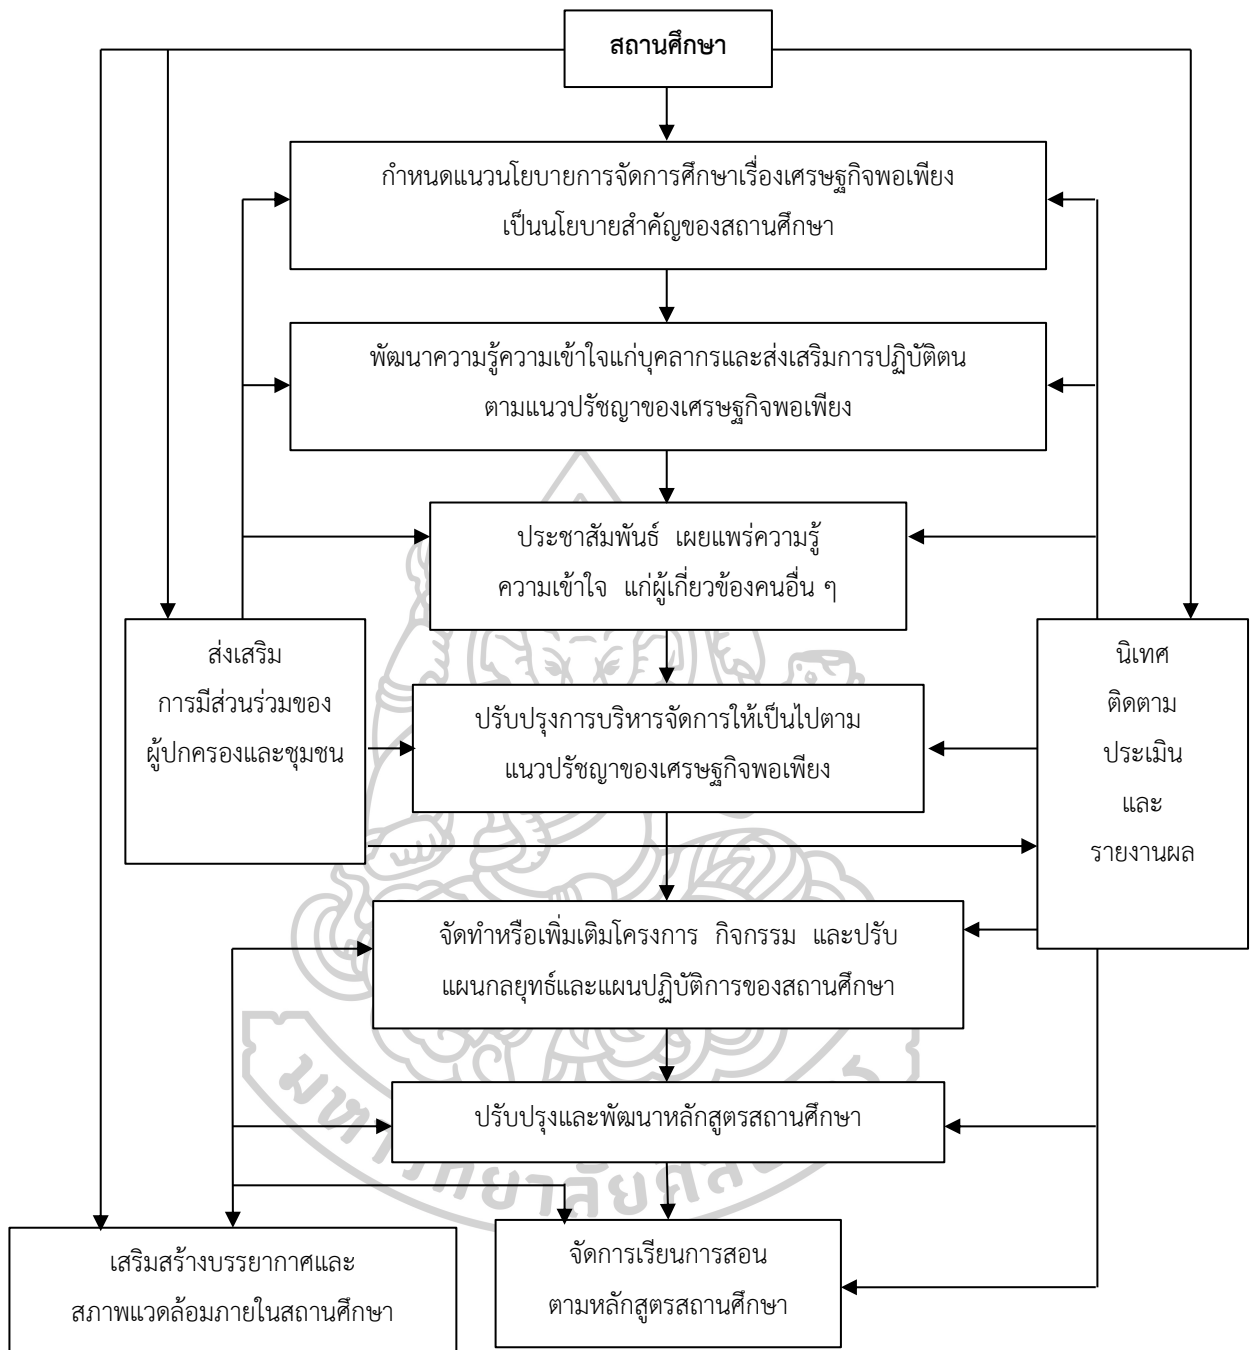 สถานศึกษา
กำหนดแนวนโยบายการจัดการศึกษาเรื่องเศรษฐกิจพอเพียง
เป็นนโยบายสำคัญของสถานศึกษา
พัฒนาความรู้ความเข้าใจแก่บุคลากรและส่งเสริมการปฏิบัติตน
ตามแนวปรัชญาของเศรษฐกิจพอเพียง
ประชาสัมพันธ์ เผยแพร่ความรู้
ความเข้าใจ แก่ผู้เกี่ยวข้องคนอื่น ๆ
ส่งเสริม
การมีส่วนร่วมของ
ผู้ปกครองและชุมชน
ปรับปรุงการบริหารจัดการให้เป็นไปตาม
แนวปรัชญาของเศรษฐกิจพอเพียง
นิเทศ
ติดตาม
ประเมิน
และ
รายงานผล
จัดทำหรือเพิ่มเติมโครงการ กิจกรรม และปรับ
แผนกลยุทธ์และแผนปฏิบัติการของสถานศึกษา
ปรับปรุงและพัฒนาหลักสูตรสถานศึกษา
เสริมสร้างบรรยากาศและ
สภาพแวดล้อมภายในสถานศึกษา
จัดการเรียนการสอน
ตามหลักสูตรสถานศึกษา